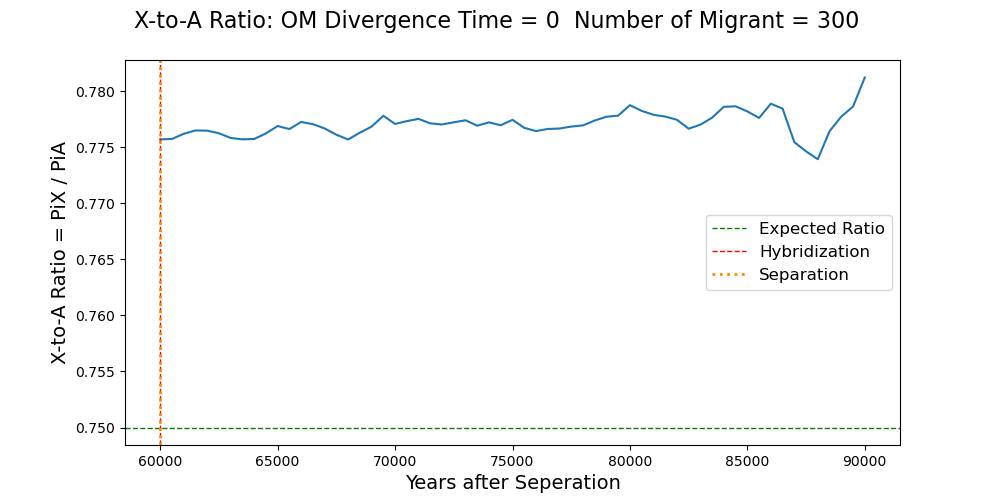 X-to-A Ratio: OM Divergence Time = 0  Number of Migrant = 300
X-to-A Ratio = PiX / PiA
0.780
0.775
0.770
0.765
0.760
0.755
0.750
Expected Ratio
Hybridization
Separation
60000 65000 70000 75000 80000 85000 90000
Years after Seperation